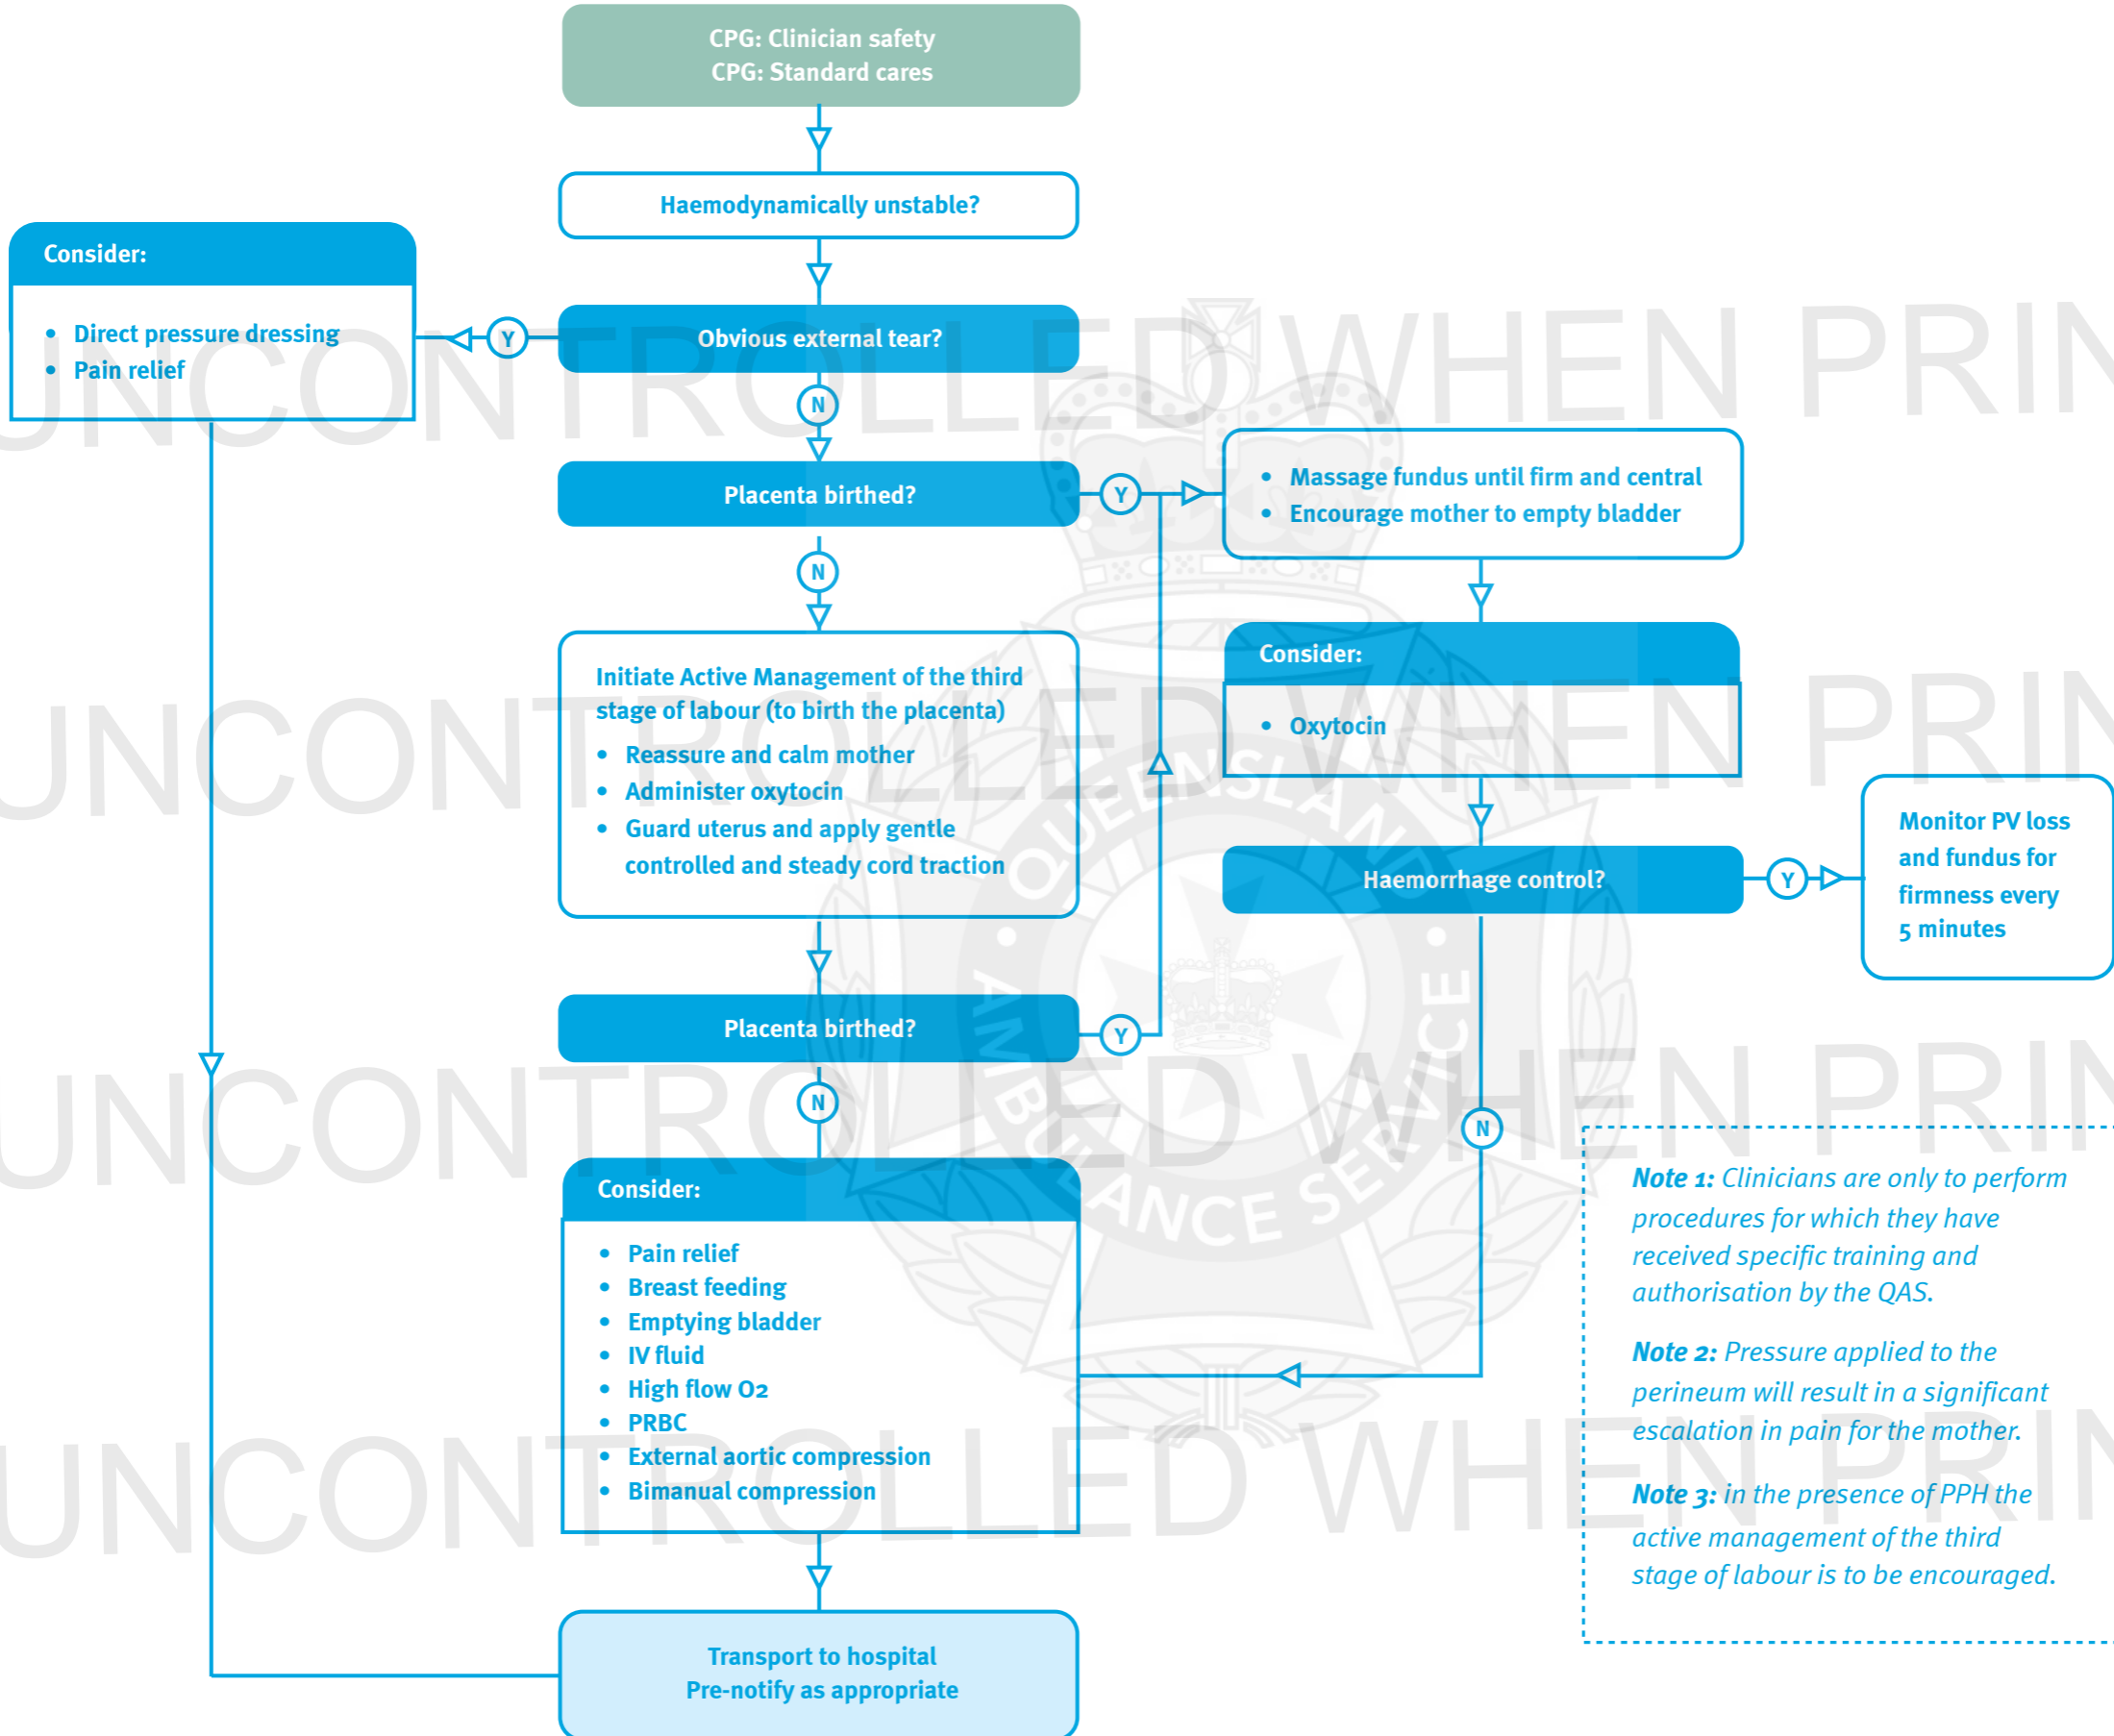 CPG: Clinician safety
CPG: Standard cares
Haemodynamically unstable?
Consider:
• Direct pressure dressing
• Pain relief
Y
Obvious external tear?
N
Placenta birthed?
Y
• Massage fundus until firm and central
• Encourage mother to empty bladder
N
Initiate Active Management of the third
stage of labour (to birth the placenta)
• Reassure and calm mother
• Administer oxytocin
• Guard uterus and apply gentle
controlled and steady cord traction
Consider:
• Oxytocin
Haemorrhage control?
Y
Monitor PV loss
and fundus for
firmness every
5 minutes
Placenta birthed?
Y
N
N
Consider:
• Pain relief
• Breast feeding
• Emptying bladder
• IV fluid
• High flow O2
• PRBC
• External aortic compression
• Bimanual compression
Transport to hospital
Pre-notify as appropriate
Note 1: Clinicians are only to perform
procedures for which they have
received specific training and
authorisation by the QAS.
Note 2: Pressure applied to the
perineum will result in a significant
escalation in pain for the mother.
Note 3: in the presence of PPH the
active management of the third
stage of labour is to be encouraged.
UNCONTROLLED WHEN PRIN
UNCONTROLLED WHEN PRIN
UNCONTROLLED WHEN PRIN
UNCONTROLLED WHEN PRIN
QUEENSLAND
• AMBULANCE SERVICE •